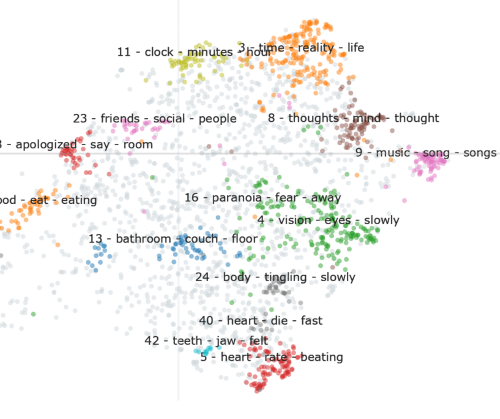 3 - time - reality - life
11 - clock - minutes - hour
23 - friends - social - people
8 - thoughts - mind - thought
apologized - say - room
9 - music - song - songs
eat - eating
16 - paranoia - fear - away
4 - vision - eyes - slowly
13 - bathroom - couch - floor
24 - body - tingling - slowly
40 - heart - die - fast
42 - teeth - jaw - felt
5 - heart - rate - beating